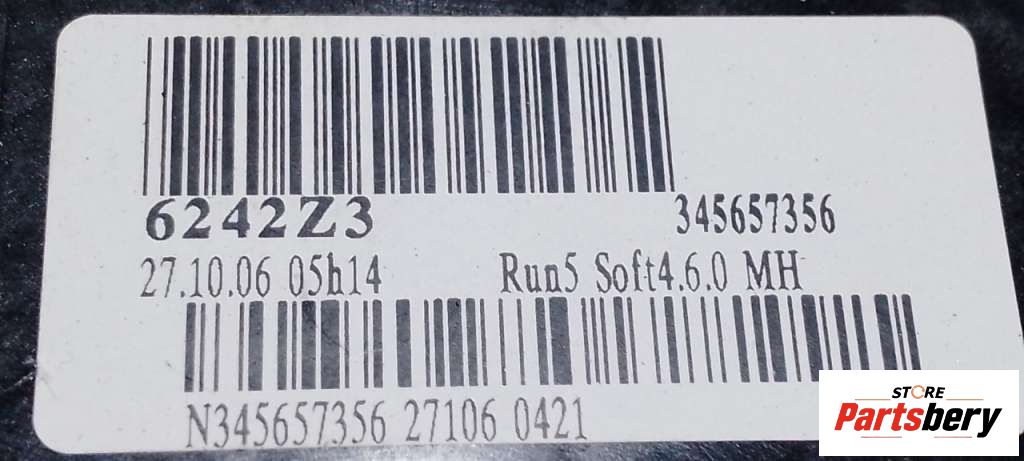 6242Z3 345657356
27.10.06 05h14 Run5 Soft4.6.0 MH
N345657356 27106 0421
STORE
Partsbery